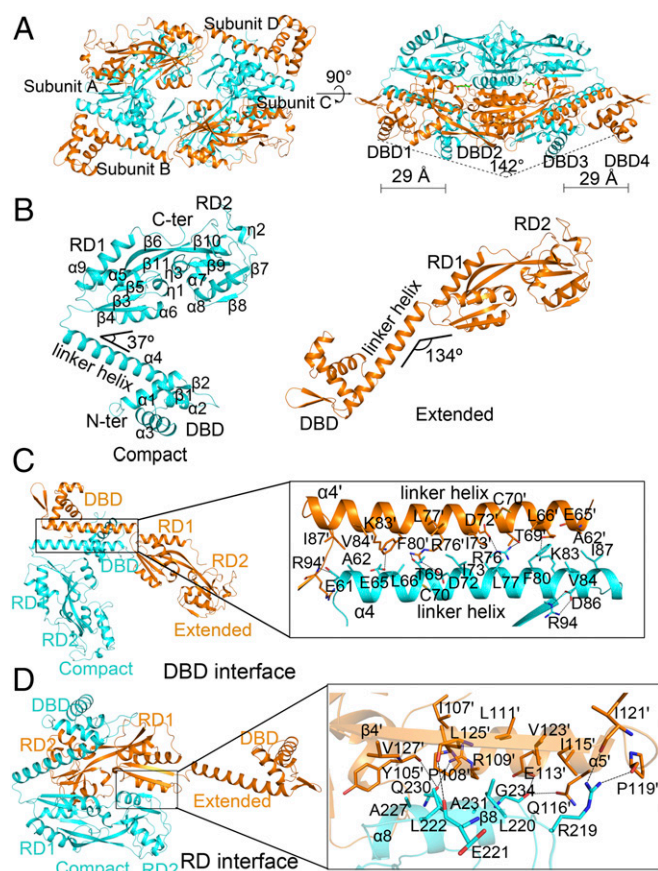 A
Subunit D
Subunit A
Subunit C
Subunit B
90°
DBD1
DBD2
142°
DBD3
DBD4
29 Å
29 Å
B
C-ter
RD2
η2
RD1
β6
β10
α9
α5
β11
η3
β9
β7
β5
α7
β3
η1
α8
β4
α6
β8
37°
linker helix
α4
β2
α1
β1
α2
N-ter
α3
DBD
Compact
RD2
RD1
linker helix
134°
DBD
Extended
C
DBD
RD1
DBD
RD2
RD
RD2
Extended
Compact
DBD interface
α4'
linker helix
C70'
K83'
L77'
D72'
L66'
E65'
I87'
V84'
F80'
R76'
I73'
T69'
A62'
R94'
A62
R76
K83
I87
E61
E65
L66
T69
I73
L77
F80
V84
C70
D72
D86
α4
linker helix
R94
D
DBD
RD1
RD2
DBD
Extended
RD1
Compact
RD2
RD interface
I107'
L111'
I121'
β4'
L125'
V123'
V127'
R109'
I115'
α5'
Y105'
P108'
E113'
P119'
Q230
G234
A227
A231
Q116'
β8
α8
L222
L220
R219
E221